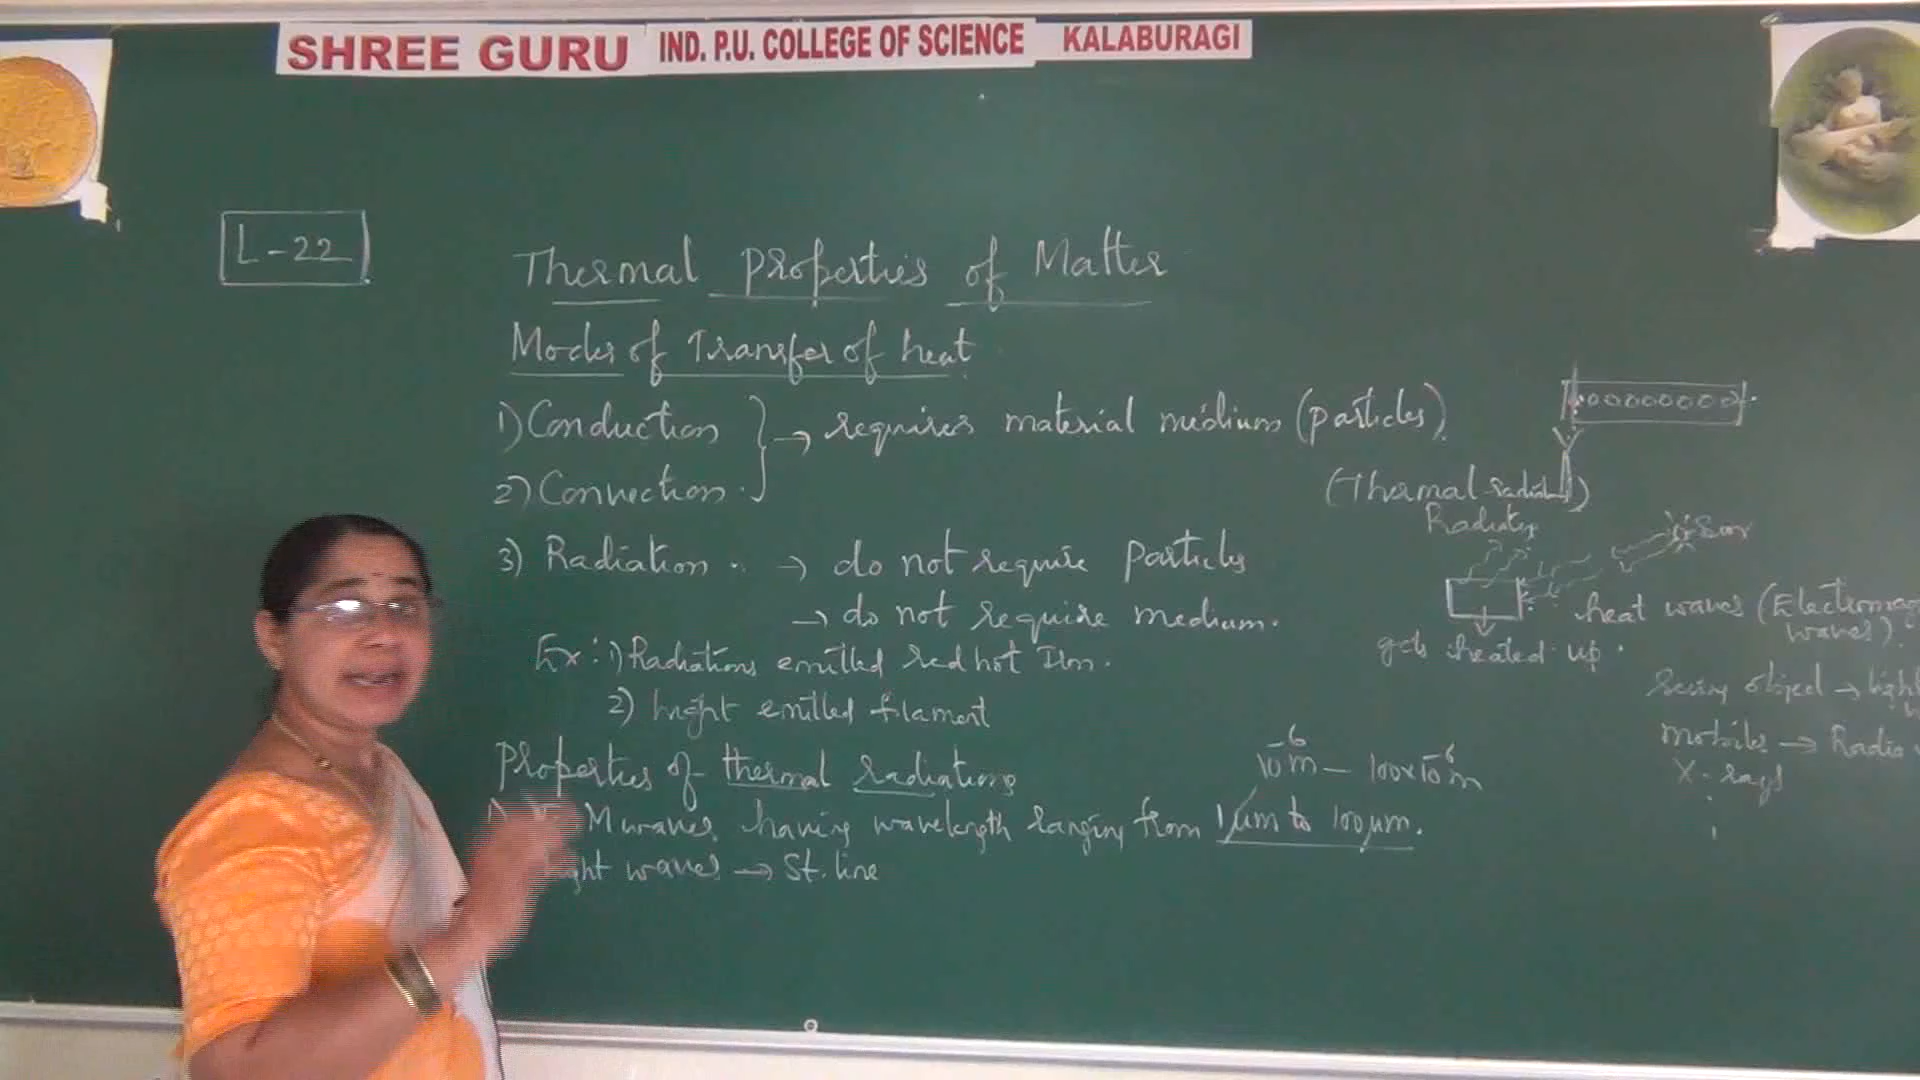 SHREE GURU IND. P.U. COLLEGE OF SCIENCE KALABURAGI
L-22
Thermal properties of Matter
Modes of Transfer of heat
1) Conduction
2) Convection.
→ requires material medium (particles).
3) Radiation. → do not require particles
→ do not require medium.
Ex: 1) Radiations emitted red hot Iron.
2) light emitted filament
Properties of thermal radiations
1) EM waves having wavelength ranging from 1μm to 100μm.
10⁻⁶m – 100×10⁻⁶m
waves → St. line
(Thermal radiation)
Sun
heat waves (Electromag
waves).
gets heated up.
object →
mobiles → Radio
X-rays